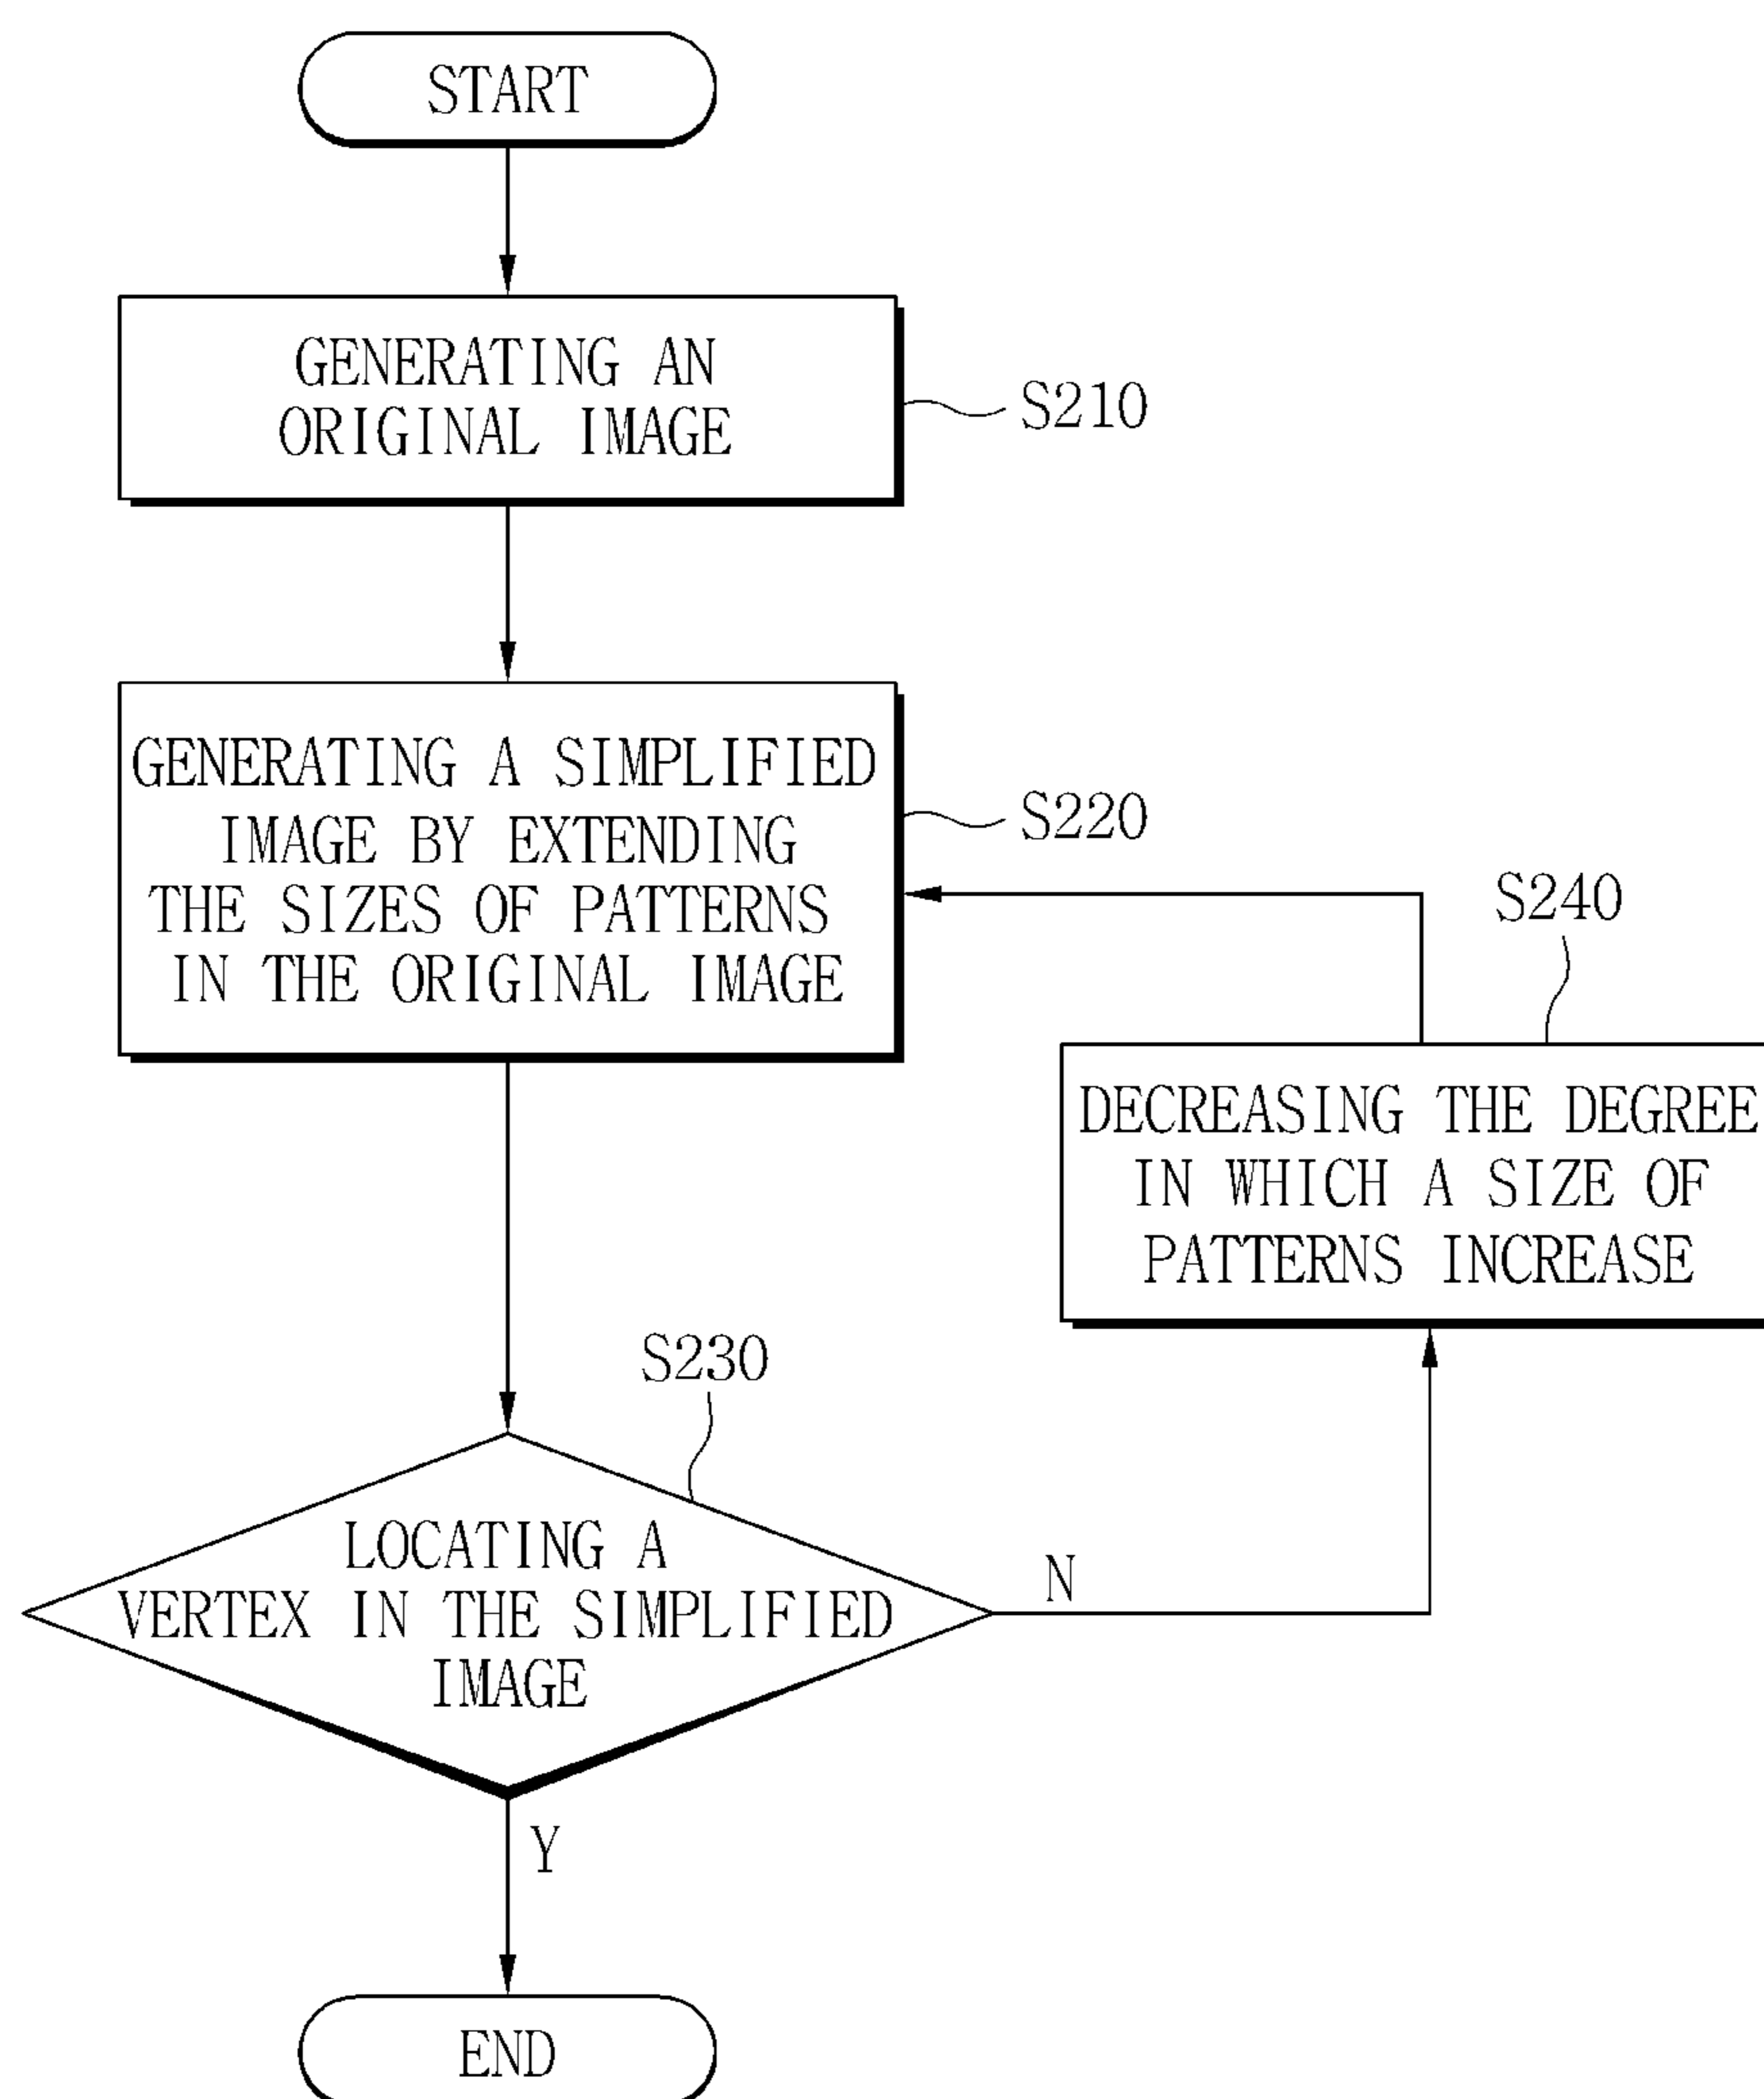 START
GENERATING AN
ORIGINAL IMAGE
S210
GENERATING A SIMPLIFIED
IMAGE BY EXTENDING
THE SIZES OF PATTERNS
IN THE ORIGINAL IMAGE
S220
S240
DECREASING THE DEGREE
IN WHICH A SIZE OF
PATTERNS INCREASE
S230
LOCATING A
VERTEX IN THE SIMPLIFIED
IMAGE
N
Y
END